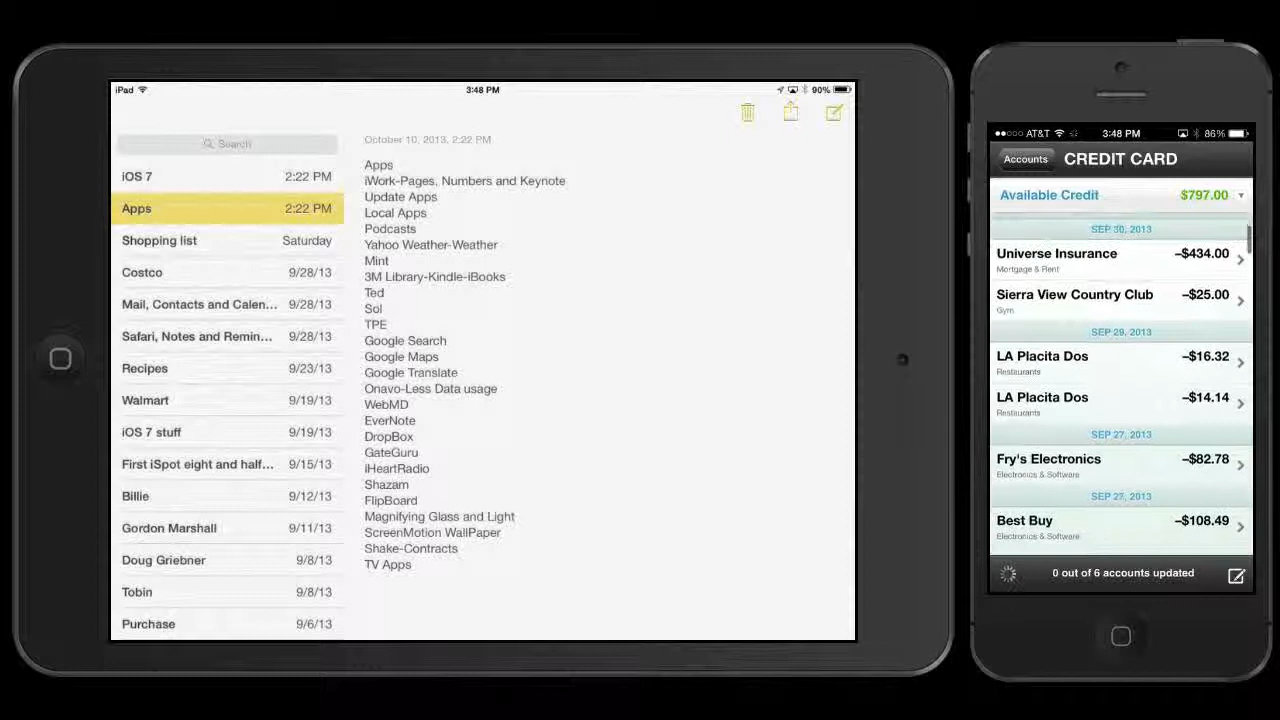 iPad 3:48 PM 90%
Search
October 10, 2013, 2:22 PM
iOS 7 2:22 PM
Apps 2:22 PM
Shopping list Saturday
Costco 9/28/13
Mail, Contacts and Calen... 9/28/13
Safari, Notes and Remin... 9/28/13
Recipes 9/23/13
Walmart 9/19/13
iOS 7 stuff 9/19/13
First iSpot eight and half... 9/15/13
Billie 9/12/13
Gordon Marshall 9/11/13
Doug Griebner 9/8/13
Tobin 9/8/13
Purchase 9/6/13
Apps
iWork-Pages, Numbers and Keynote
Update Apps
Local Apps
Podcasts
Yahoo Weather-Weather
Mint
3M Library-Kindle-iBooks
Ted
Sol
TPE
Google Search
Google Maps
Google Translate
Onavo-Less Data usage
WebMD
EverNote
DropBox
GateGuru
iHeartRadio
Shazam
FlipBoard
Magnifying Glass and Light
ScreenMotion WallPaper
Shake-Contracts
TV Apps
AT&T 3:48 PM 86%
Accounts CREDIT CARD
Available Credit $797.00
SEP 30, 2013
Universe Insurance –$434.00
Mortgage & Rent
Sierra View Country Club –$25.00
Gym
SEP 29, 2013
LA Placita Dos –$16.32
Restaurants
LA Placita Dos –$14.14
Restaurants
SEP 27, 2013
Fry's Electronics –$82.78
Electronics & Software
SEP 27, 2013
Best Buy –$108.49
Electronics & Software
0 out of 6 accounts updated